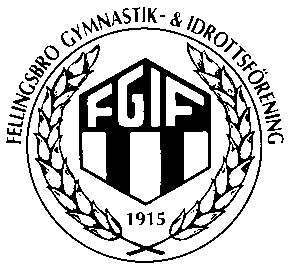 FELLINGSBRO GYMNASTIK- & IDROTTSFÖRENING
FGIF
1915